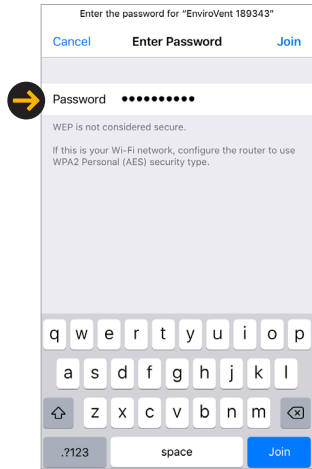 Enter the password for “EnviroVent 189343”
Cancel Enter Password Join
Password ●●●●●●●●●●
WEP is not considered secure.
If this is your Wi-Fi network, configure the router to use
WPA2 Personal (AES) security type.
q w e r t y u i o p
a s d f g h j k l
z x c v b n m
.?123 space Join